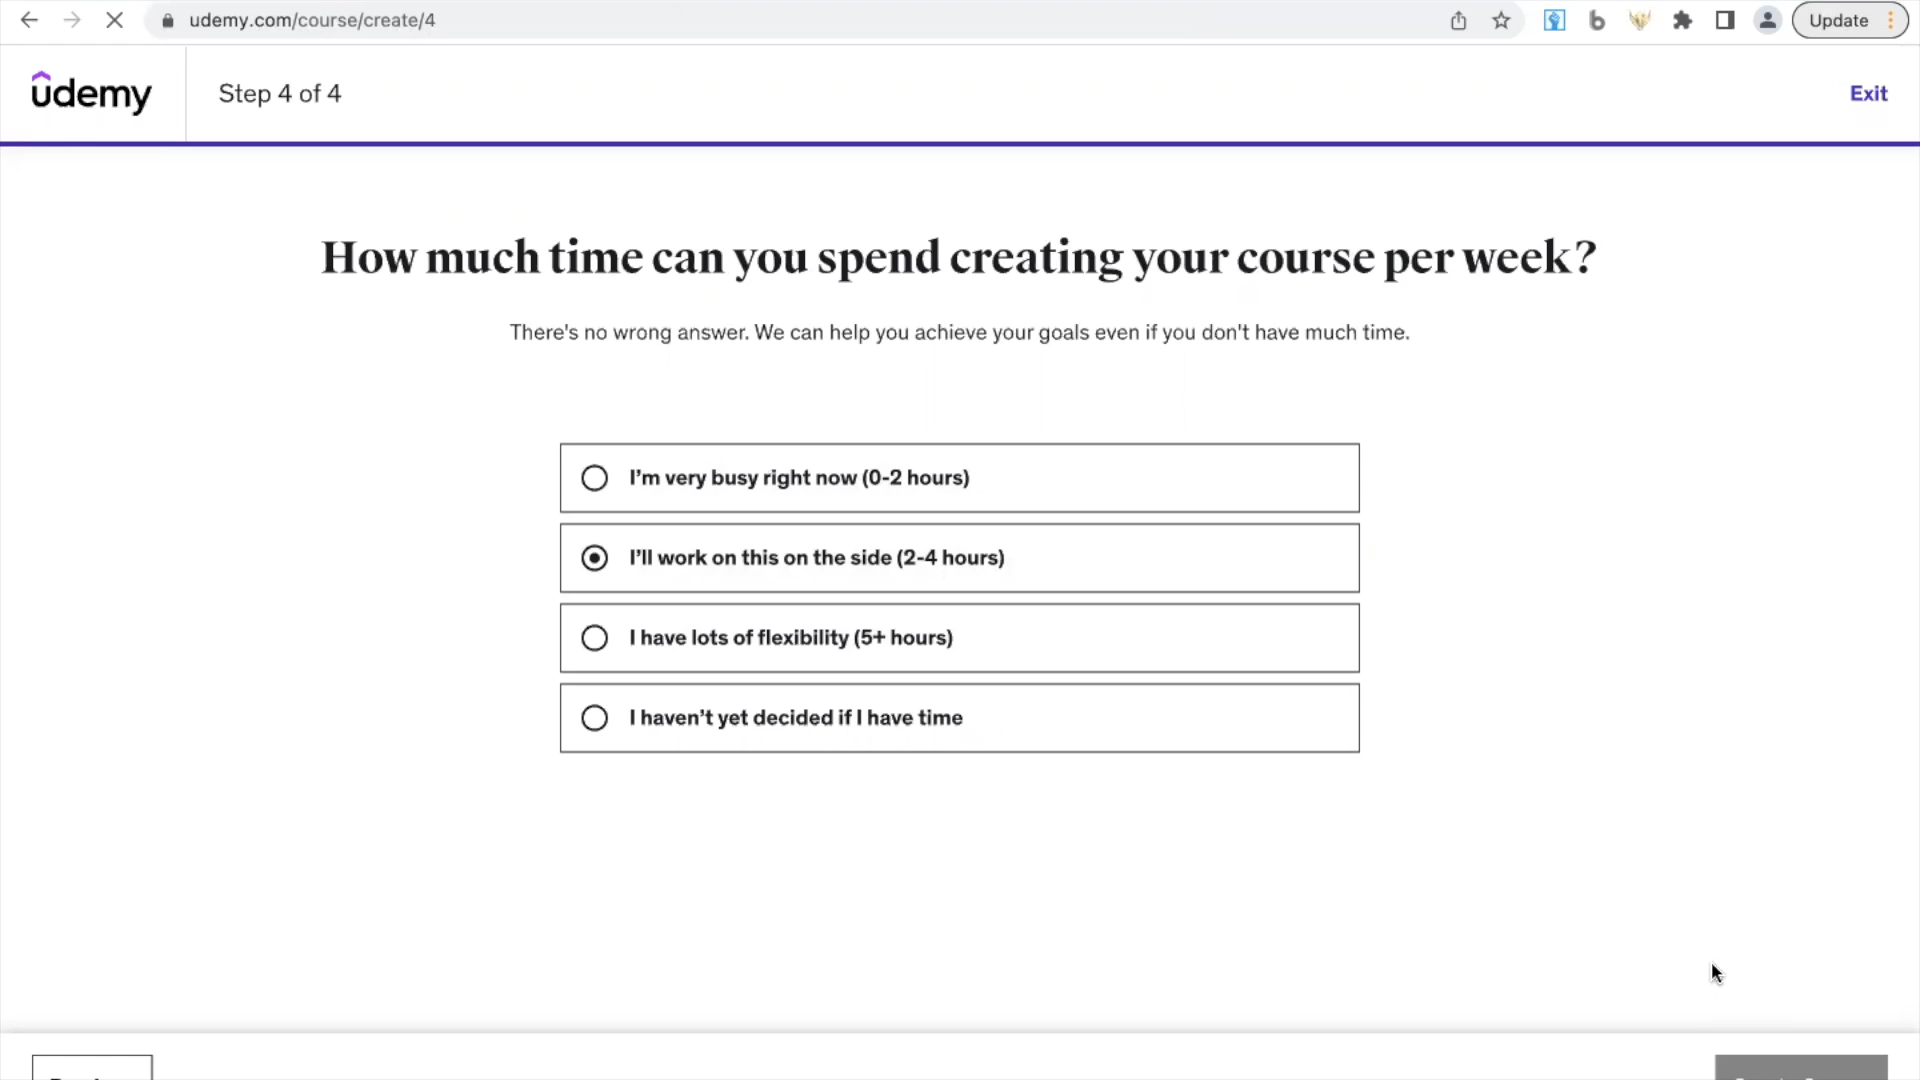 udemy.com/course/create/4
Update
udemy
Step 4 of 4
Exit
How much time can you spend creating your course per week?
There's no wrong answer. We can help you achieve your goals even if you don't have much time.
I’m very busy right now (0-2 hours)
I’ll work on this on the side (2-4 hours)
I have lots of flexibility (5+ hours)
I haven’t yet decided if I have time